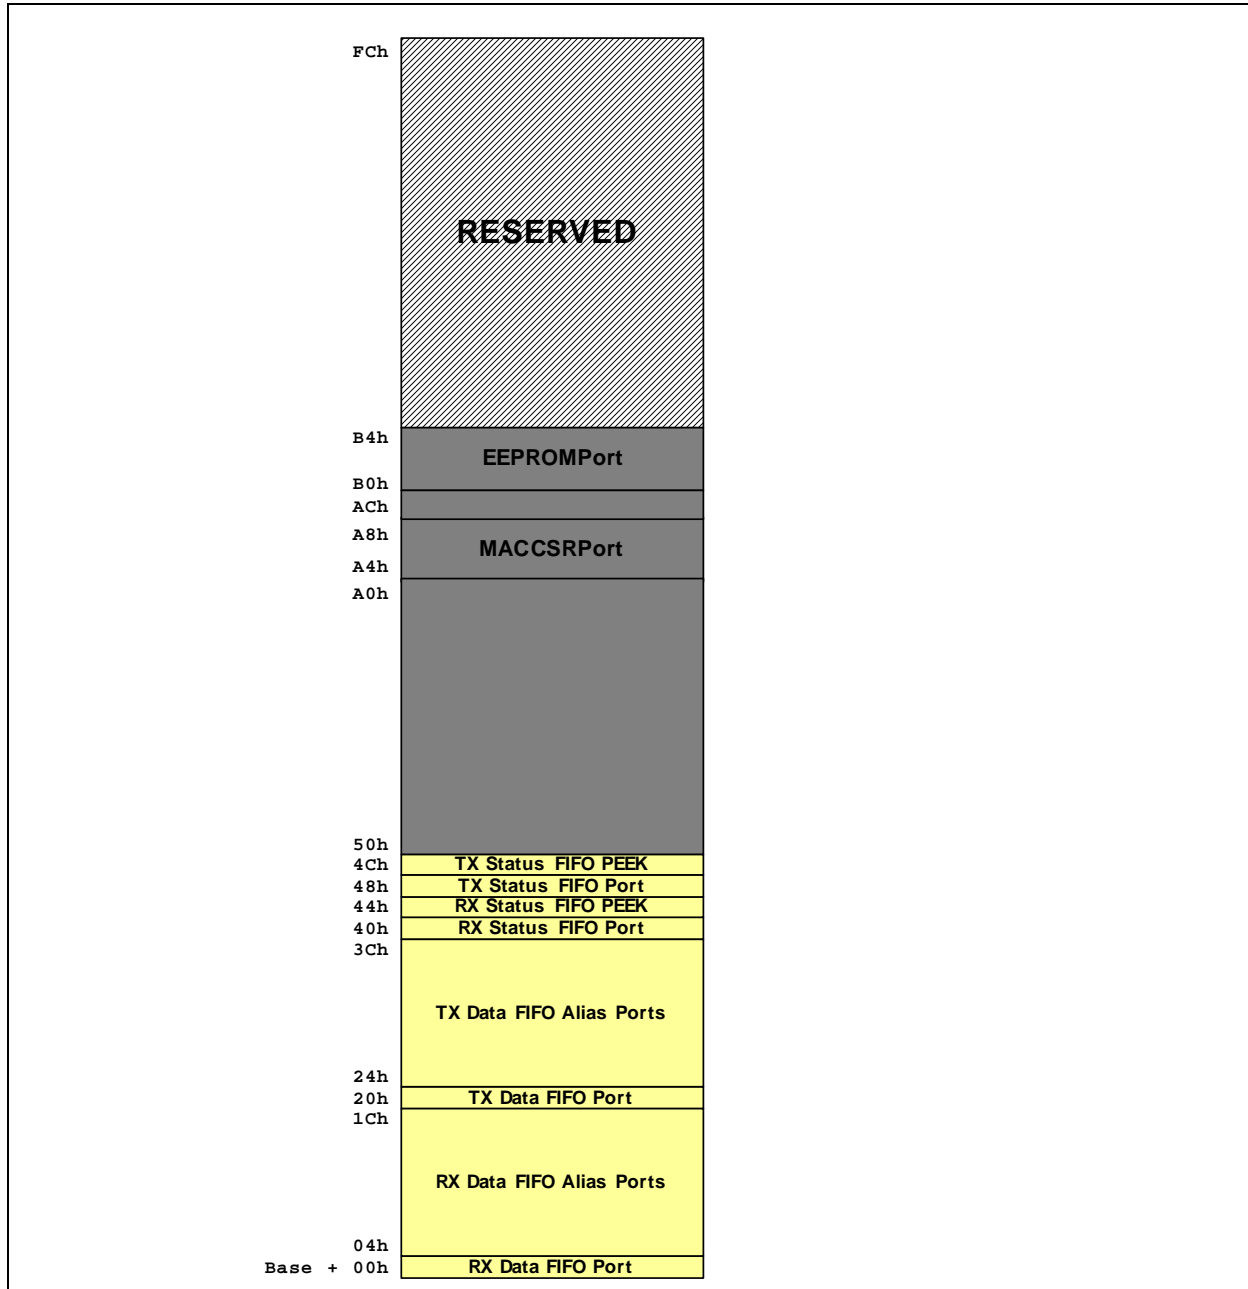 FCh
RESERVED
B4h
EEPROMPort
B0h
ACh
A8h
MACCSRPort
A4h
A0h
50h
4Ch TX Status FIFO PEEK
48h TX Status FIFO Port
44h RX Status FIFO PEEK
40h RX Status FIFO Port
3Ch
TX Data FIFO Alias Ports
24h
20h TX Data FIFO Port
1Ch
RX Data FIFO Alias Ports
04h
Base + 00h RX Data FIFO Port